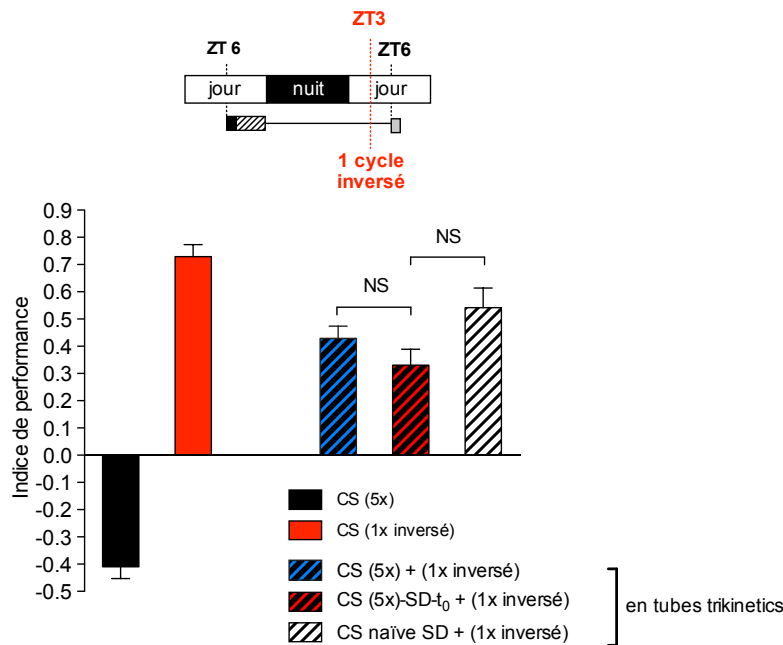 ZT3
ZT 6
ZT6
jour
nuit
jour
1 cycle
inversé
Indice de performance
0.9
0.8
0.7
0.6
0.5
0.4
0.3
0.2
0.1
0.0
-0.1
-0.2
-0.3
-0.4
-0.5
NS
NS
CS (5x)
CS (1x inversé)
CS (5x) + (1x inversé)
CS (5x)-SD-t0 + (1x inversé)
CS naïve SD + (1x inversé)
en tubes trikinetics